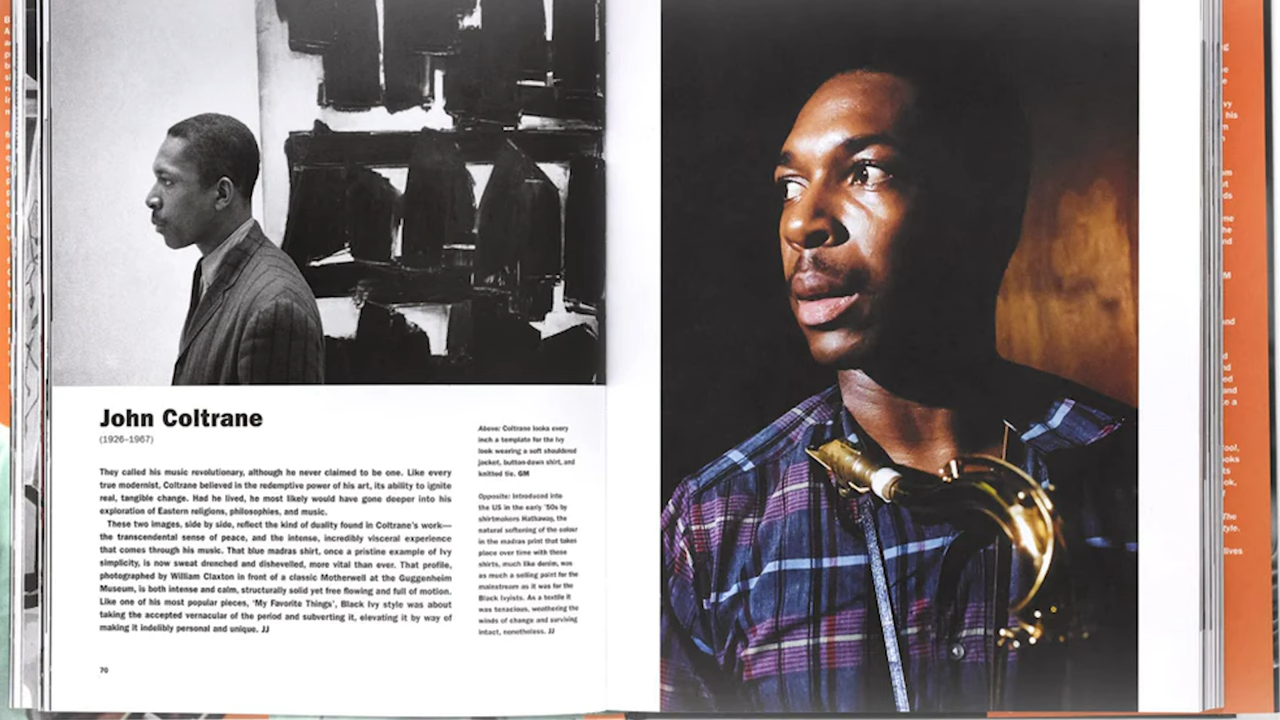 John Coltrane
(1926–1967)
They called his music revolutionary, although he never claimed to be one. Like every
true modernist, Coltrane believed in the redemptive power of his art, its ability to ignite
real, tangible change. Had he lived, he most likely would have gone deeper into his
exploration of Eastern religions, philosophies, and music.
These two images, side by side, reflect the kind of duality found in Coltrane's work—
the transcendental sense of peace, and the intense, incredibly visceral experience
that comes through his music. That blue madras shirt, once a pristine example of Ivy
simplicity, is now sweat drenched and dishevelled, more vital than ever. That profile,
photographed by William Claxton in front of a classic Motherwell at the Guggenheim
Museum, is both intense and calm, structurally solid yet free flowing and full of motion.
Like one of his most popular pieces, 'My Favorite Things', Black Ivy style was about
taking the accepted vernacular of the period and subverting it, elevating it by way of
making it indelibly personal and unique. JJ
70
Above: Coltrane looks every
inch a template for the Ivy
look wearing a soft shouldered
jacket, button-down shirt, and
knitted tie. GM
Opposite: Introduced into
the US in the early '50s by
shirtmakers Hathaway, the
natural softening of the colour
in the madras print that takes
place over time with these
shirts, much like denim, was
as much a selling point for the
mainstream as it was for the
Black Ivyists. As a textile it
was tenacious, weathering the
winds of change and surviving
intact, nonetheless. JJ
his
and
lives